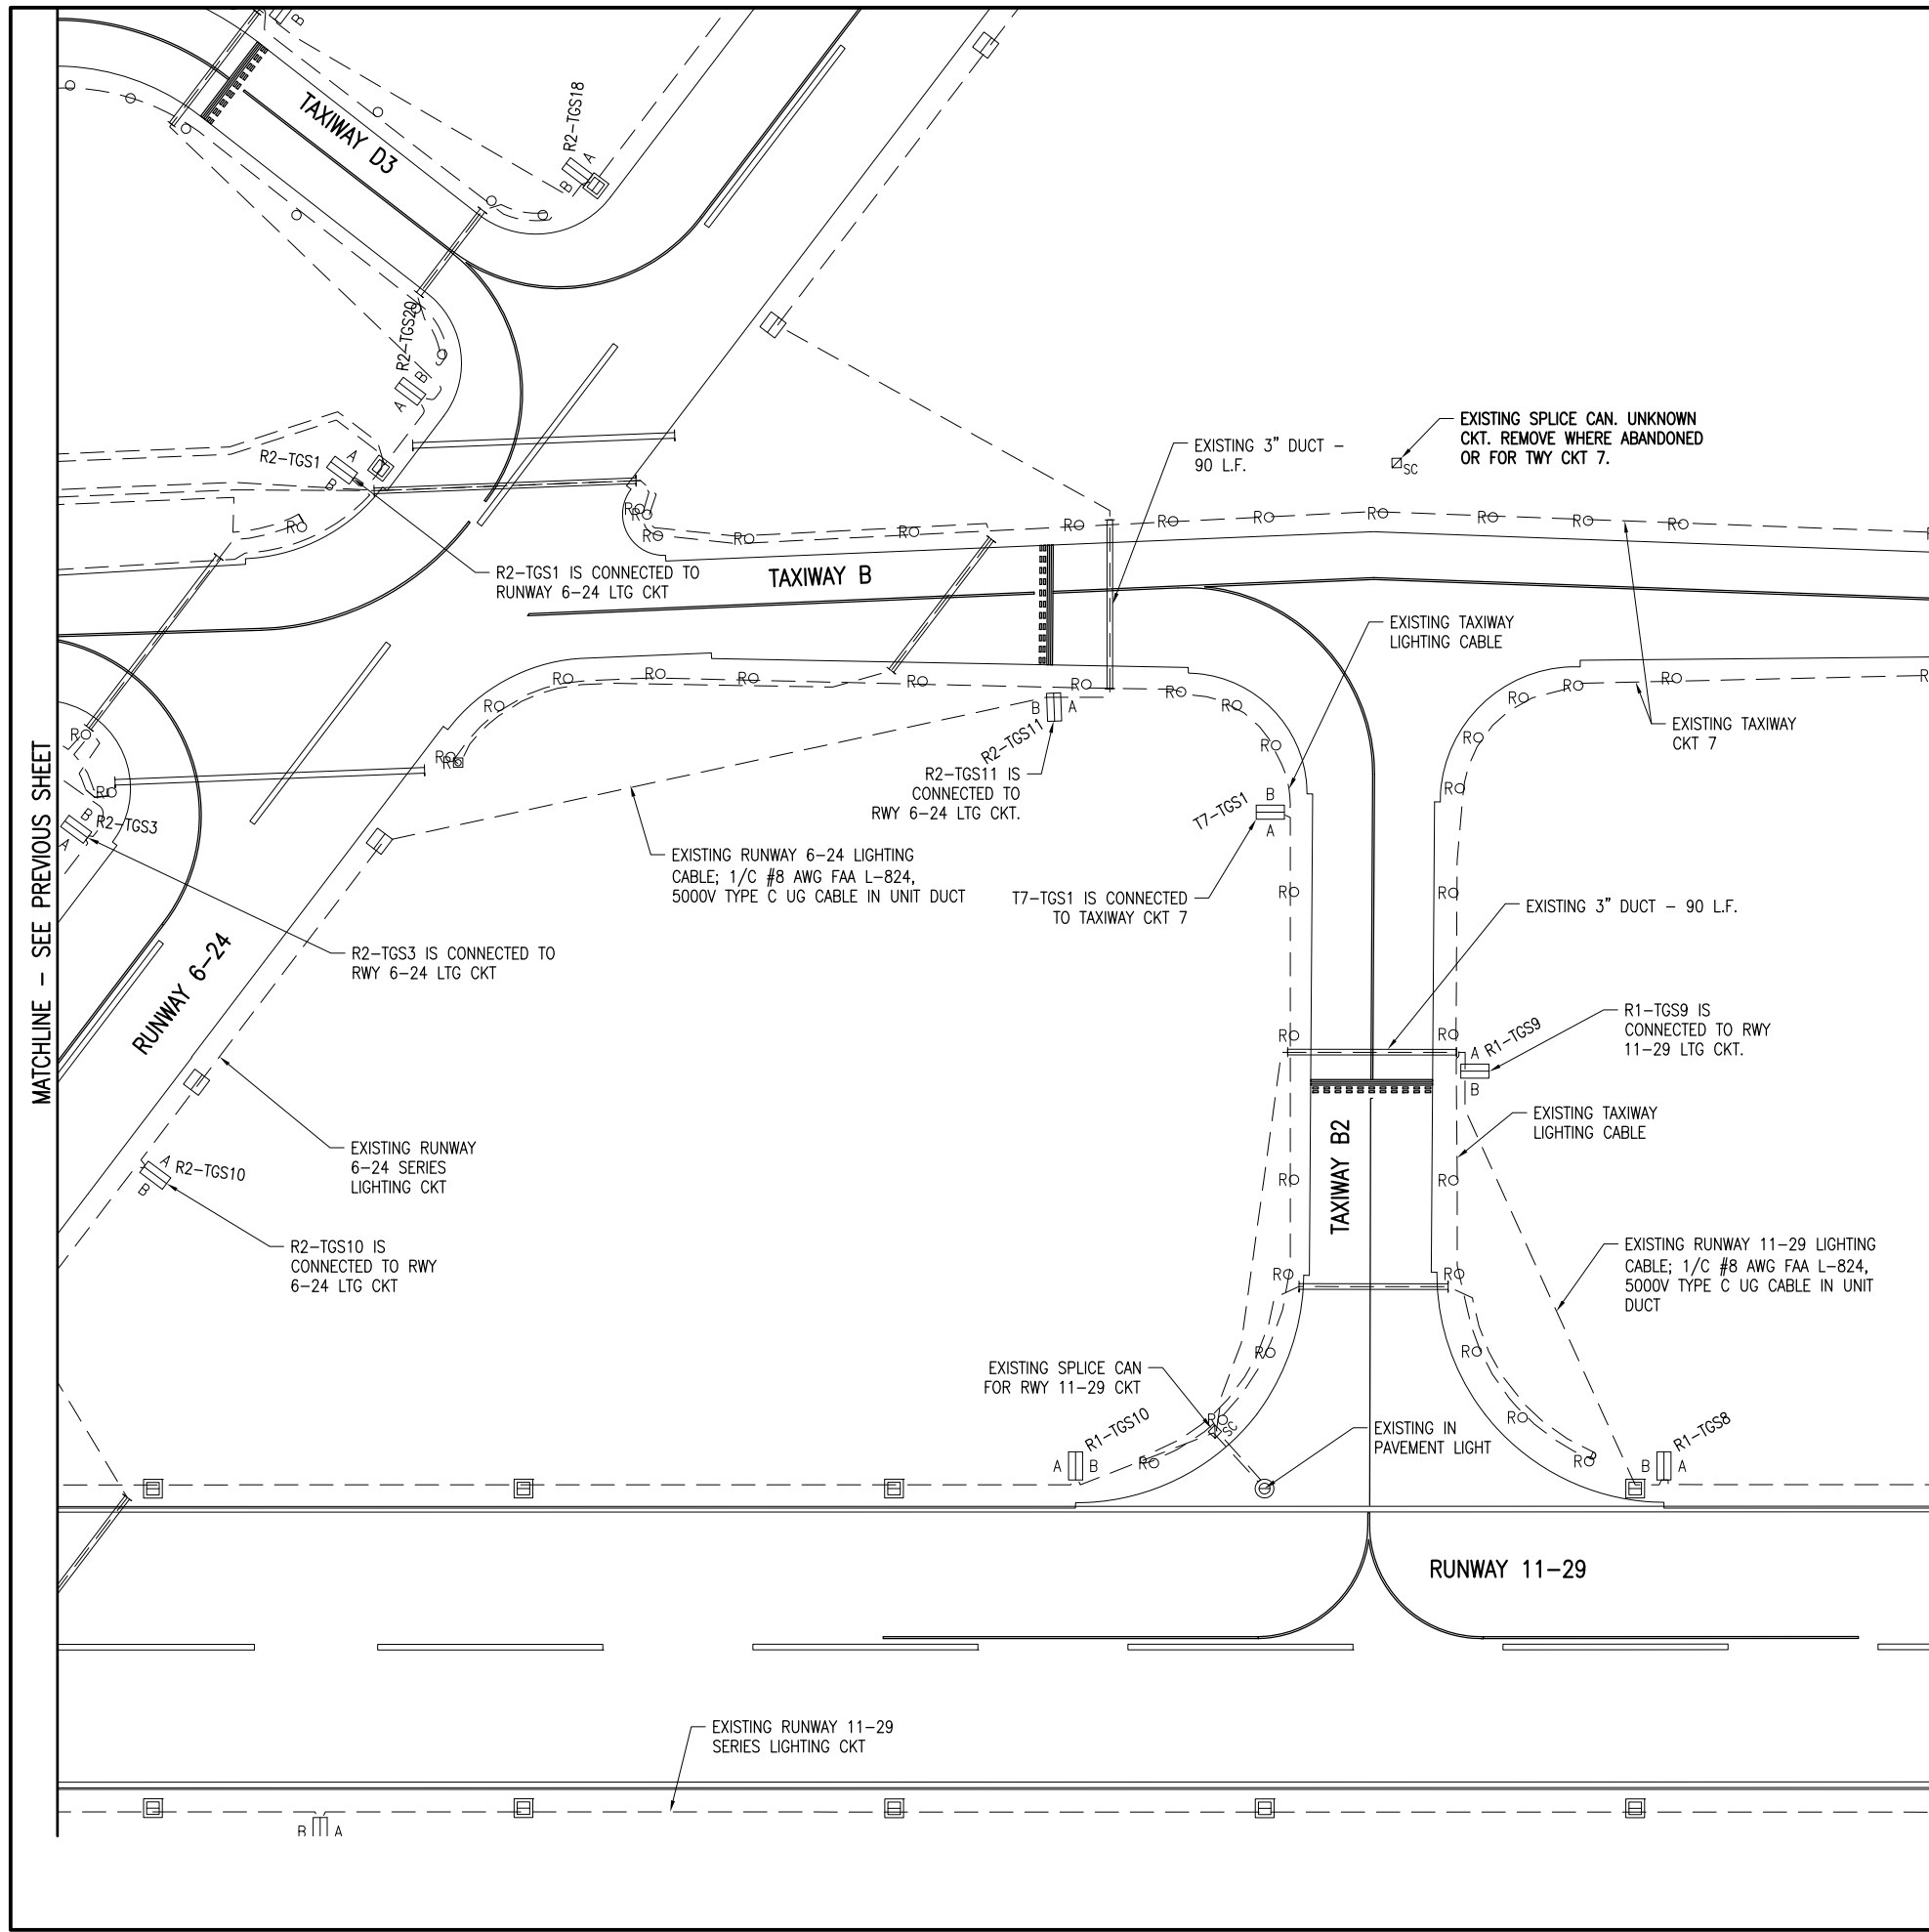 MATCHLINE - SEE PREVIOUS SHEET
B
TAXIWAY D3
R2-TGS18
A
B
R2-TGS20
B
A
R2-TGS1
A
B
R2-TGS1 IS CONNECTED TO
RUNWAY 6-24 LTG CKT
TAXIWAY B
EXISTING 3" DUCT -
90 L.F.
EXISTING SPLICE CAN. UNKNOWN
CKT. REMOVE WHERE ABANDONED
OR FOR TWY CKT 7.
SC
EXISTING TAXIWAY
LIGHTING CABLE
EXISTING TAXIWAY
CKT 7
R R R R R R R R R R R R R
R R R R R R R R R R R R
B A
R2-TGS11
R2-TGS11 IS
CONNECTED TO
RWY 6-24 LTG CKT.
T7-TGS1
B
A
T7-TGS1 IS CONNECTED
TO TAXIWAY CKT 7
R2-TGS3
B
A
R2-TGS3 IS CONNECTED TO
RWY 6-24 LTG CKT
EXISTING RUNWAY 6-24 LIGHTING
CABLE; 1/C #8 AWG FAA L-824,
5000V TYPE C UG CABLE IN UNIT DUCT
RUNWAY 6-24
EXISTING 3" DUCT - 90 L.F.
A R1-TGS9
B
R1-TGS9 IS
CONNECTED TO RWY
11-29 LTG CKT.
EXISTING TAXIWAY
LIGHTING CABLE
TAXIWAY B2
EXISTING RUNWAY
6-24 SERIES
LIGHTING CKT
A R2-TGS10
B
R2-TGS10 IS
CONNECTED TO RWY
6-24 LTG CKT
EXISTING RUNWAY 11-29 LIGHTING
CABLE; 1/C #8 AWG FAA L-824,
5000V TYPE C UG CABLE IN UNIT
DUCT
EXISTING SPLICE CAN
FOR RWY 11-29 CKT
SC
R1-TGS10
A B
EXISTING IN
PAVEMENT LIGHT
R1-TGS8
B A
RUNWAY 11-29
EXISTING RUNWAY 11-29
SERIES LIGHTING CKT
B A